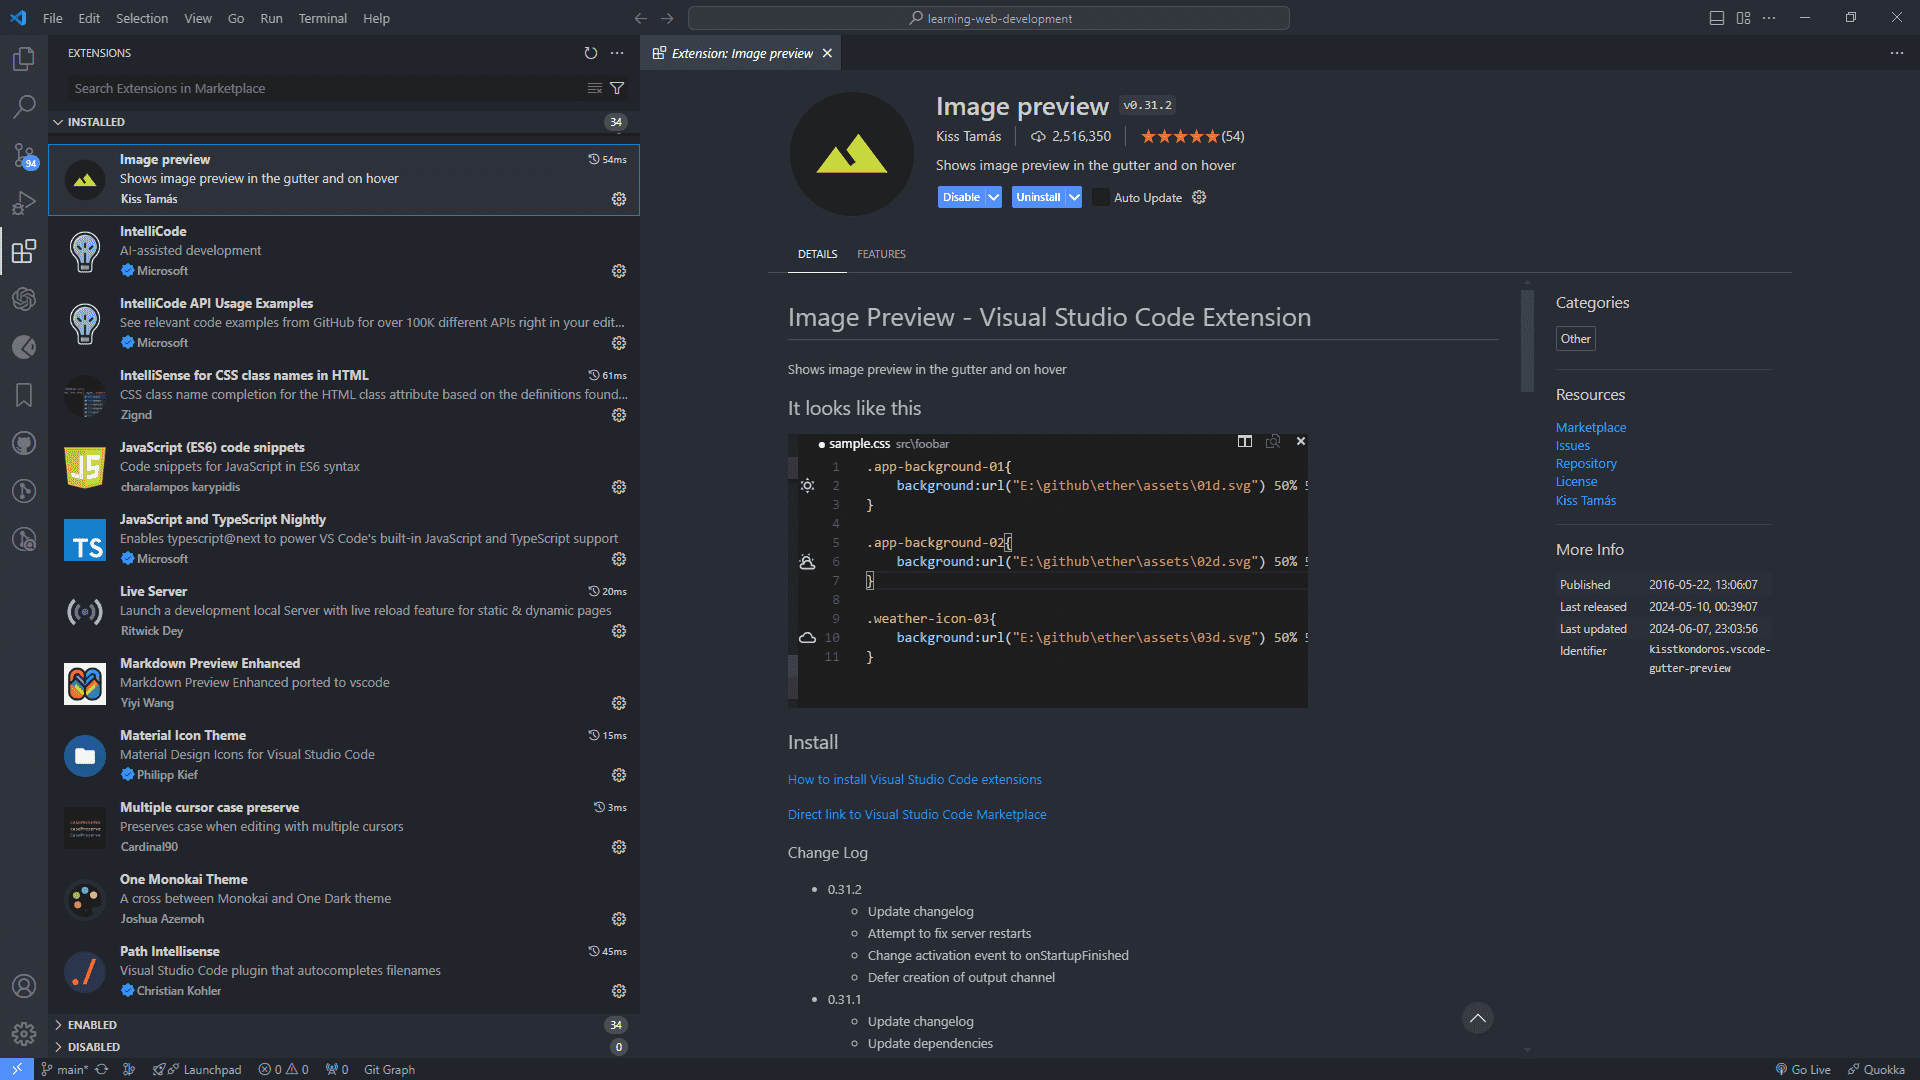 File Edit Selection View Go Run Terminal Help
learning-web-development
EXTENSIONS
Search Extensions in Marketplace
INSTALLED 34
Image preview 54ms
Shows image preview in the gutter and on hover
Kiss Tamás
IntelliCode
AI-assisted development
Microsoft
IntelliCode API Usage Examples
See relevant code examples from GitHub for over 100K different APIs right in your edit...
Microsoft
IntelliSense for CSS class names in HTML 61ms
CSS class name completion for the HTML class attribute based on the definitions found...
Zignd
JS
JavaScript (ES6) code snippets
Code snippets for JavaScript in ES6 syntax
charalampos karypidis
TS
JavaScript and TypeScript Nightly
Enables typescript@next to power VS Code's built-in JavaScript and TypeScript support
Microsoft
Live Server 20ms
Launch a development local Server with live reload feature for static & dynamic pages
Ritwick Dey
Markdown Preview Enhanced
Markdown Preview Enhanced ported to vscode
Yiyi Wang
Material Icon Theme 15ms
Material Design Icons for Visual Studio Code
Philipp Kief
Multiple cursor case preserve 3ms
Preserves case when editing with multiple cursors
Cardinal90
One Monokai Theme
A cross between Monokai and One Dark theme
Joshua Azemoh
Path Intellisense 45ms
Visual Studio Code plugin that autocompletes filenames
Christian Kohler
ENABLED 34
DISABLED 0
94
Extension: Image preview
Image preview v0.31.2
Kiss Tamás 2,516,350 (54)
Shows image preview in the gutter and on hover
Disable Uninstall Auto Update
DETAILS FEATURES
Image Preview - Visual Studio Code Extension
Shows image preview in the gutter and on hover
It looks like this
sample.css src\foobar
1 .app-background-01{
2 background:url("E:\github\ether\assets\01d.svg") 50% 5
3 }
4
5 .app-background-02{
6 background:url("E:\github\ether\assets\02d.svg") 50% 5
7 }
8
9 .weather-icon-03{
10 background:url("E:\github\ether\assets\03d.svg") 50% 5
11 }
Install
How to install Visual Studio Code extensions
Direct link to Visual Studio Code Marketplace
Change Log
• 0.31.2
Update changelog
Attempt to fix server restarts
Change activation event to onStartupFinished
Defer creation of output channel
• 0.31.1
Update changelog
Update dependencies
Categories
Other
Resources
Marketplace
Issues
Repository
License
Kiss Tamás
More Info
Published 2016-05-22, 13:06:07
Last released 2024-05-10, 00:39:07
Last updated 2024-06-07, 23:03:56
Identifier kisstkondoros.vscode-
gutter-preview
main* Launchpad 0 0 0 Git Graph Go Live Quokka